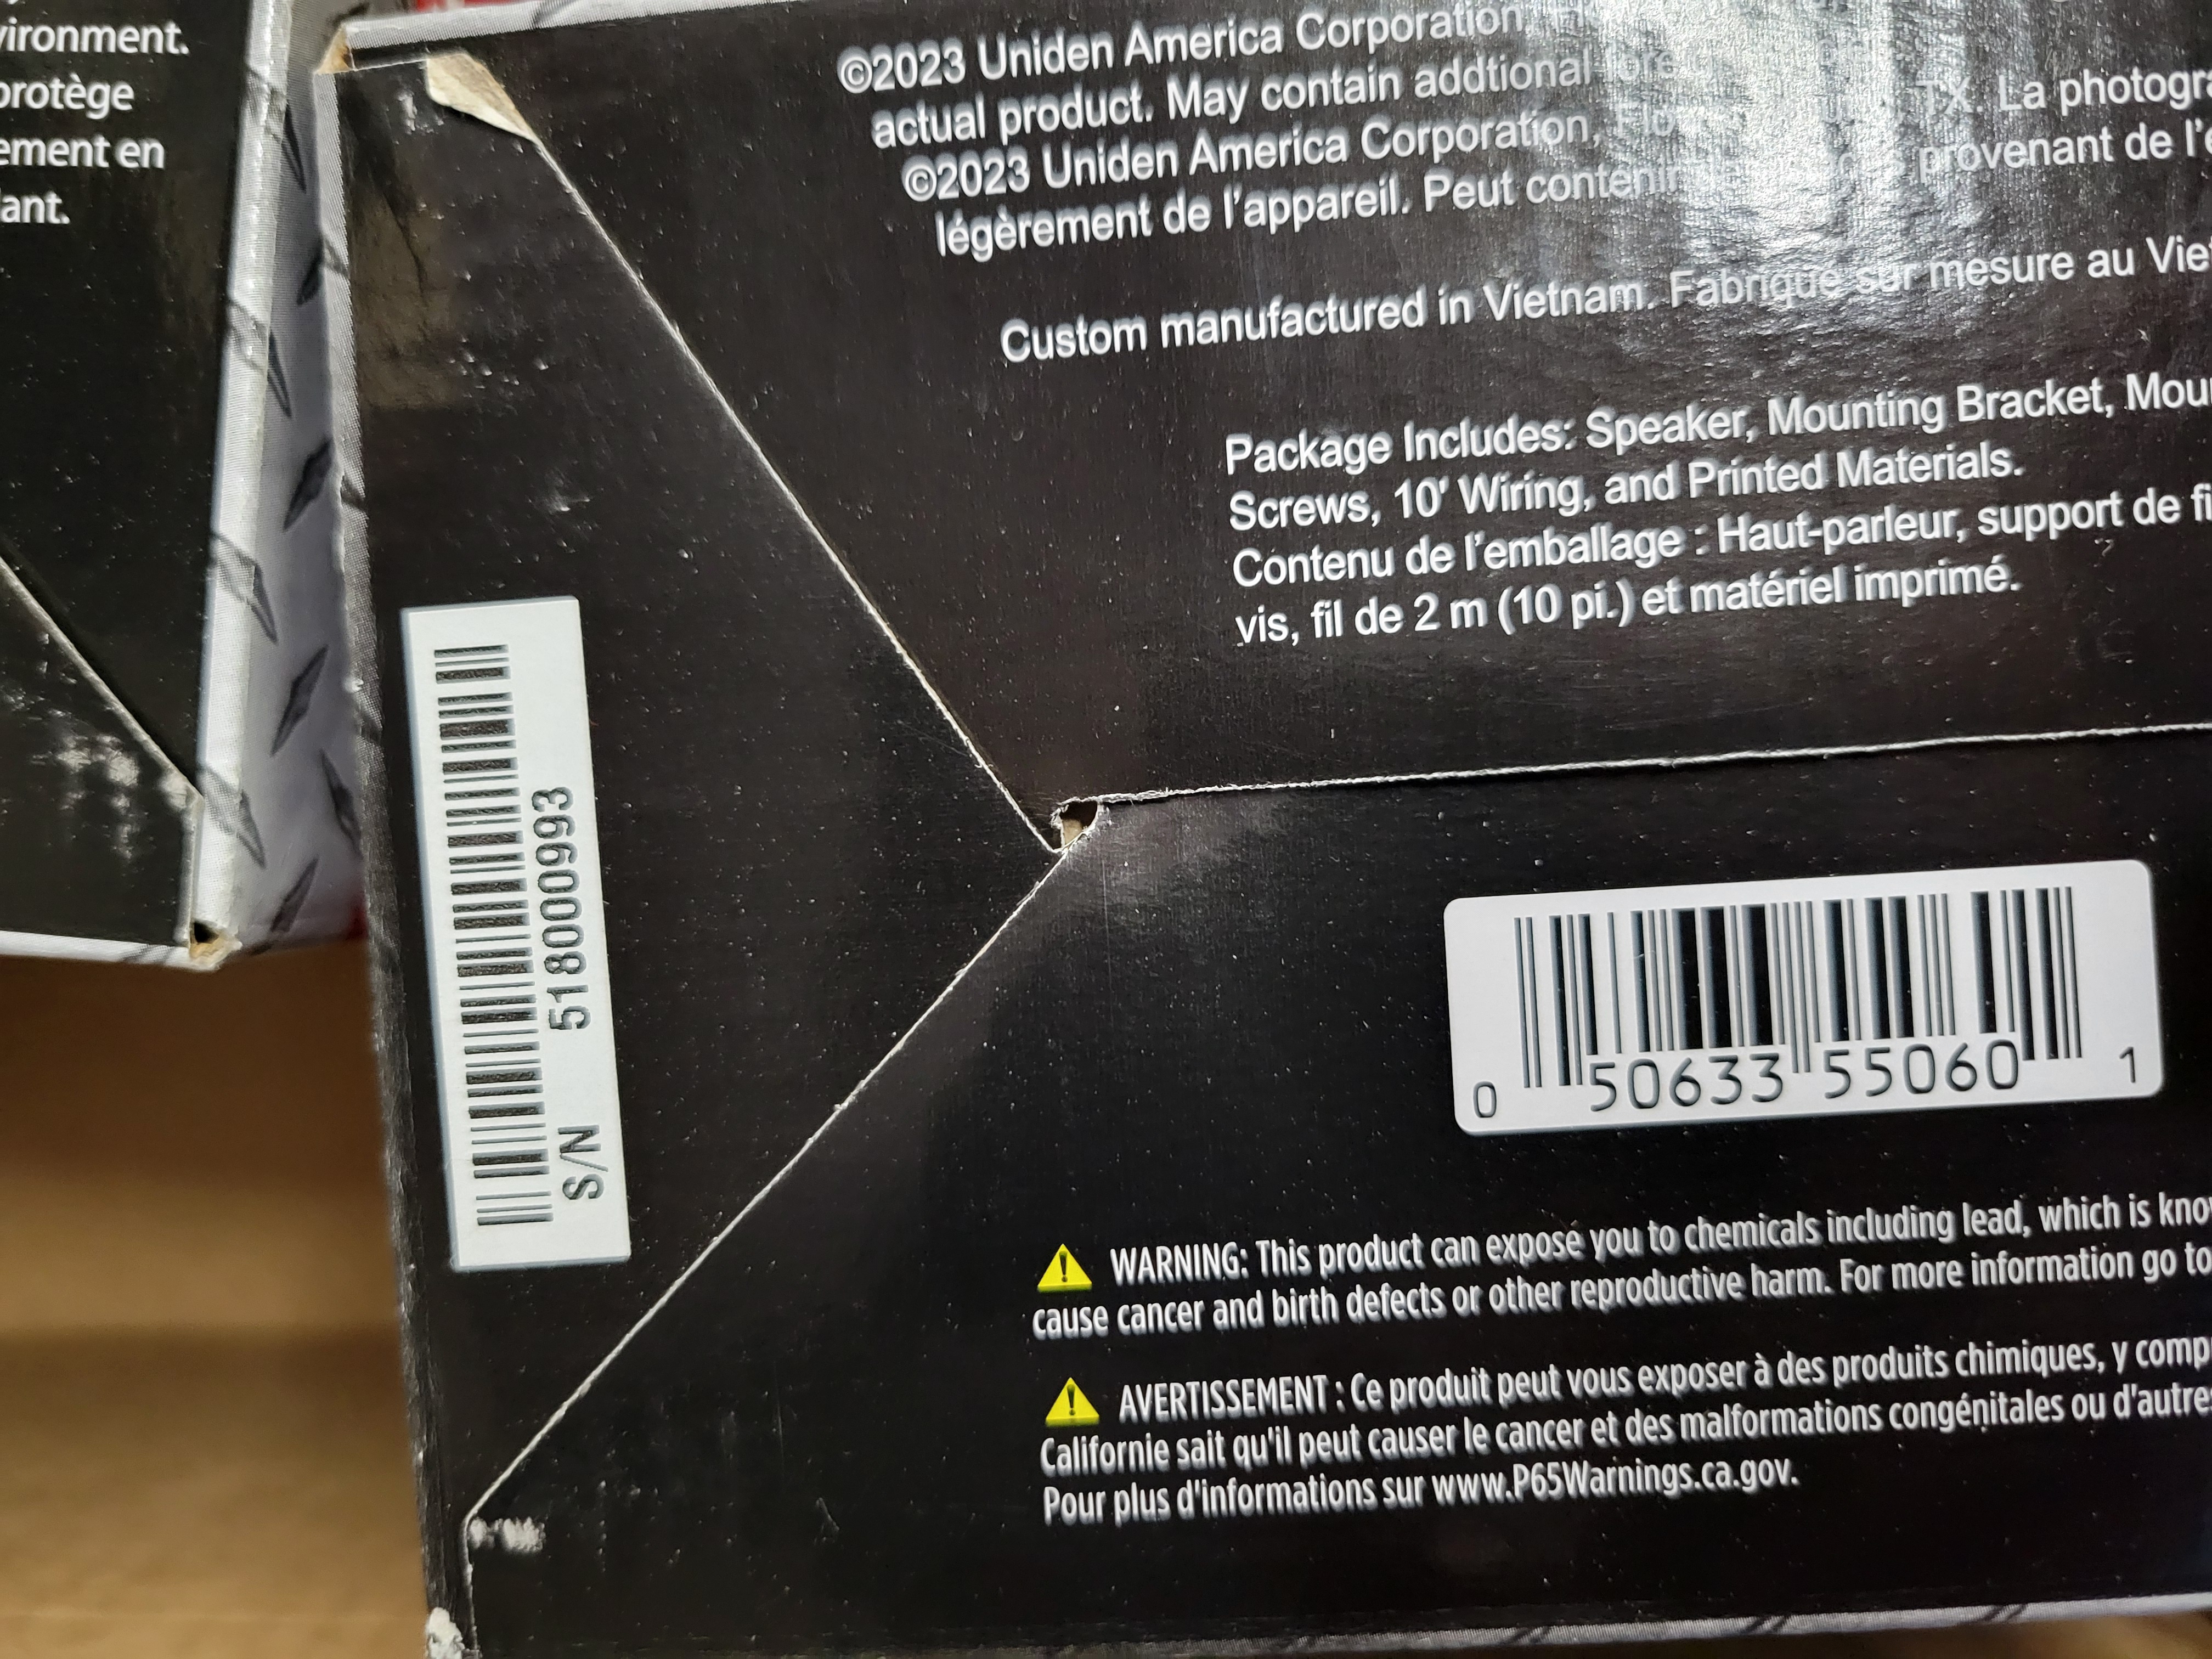 vironment.
protège
ement en
ant.
©2023 Uniden America Corporation,
actual product. May contain addtional
©2023 Uniden America Corporation, TX. La photogra
légèrement de l'appareil. Peut contenir provenant de l'e
Custom manufactured in Vietnam. Fabriqué sur mesure au Vie
Package Includes: Speaker, Mounting Bracket, Moun
Screws, 10' Wiring, and Printed Materials.
Contenu de l'emballage : Haut-parleur, support de fi
vis, fil de 2 m (10 pi.) et matériel imprimé.
S/N 5180000993
0 50633 55060 1
WARNING: This product can expose you to chemicals including lead, which is know
cause cancer and birth defects or other reproductive harm. For more information go to
AVERTISSEMENT : Ce produit peut vous exposer à des produits chimiques, y comp
Californie sait qu'il peut causer le cancer et des malformations congénitales ou d'autre
Pour plus d'informations sur www.P65Warnings.ca.gov.